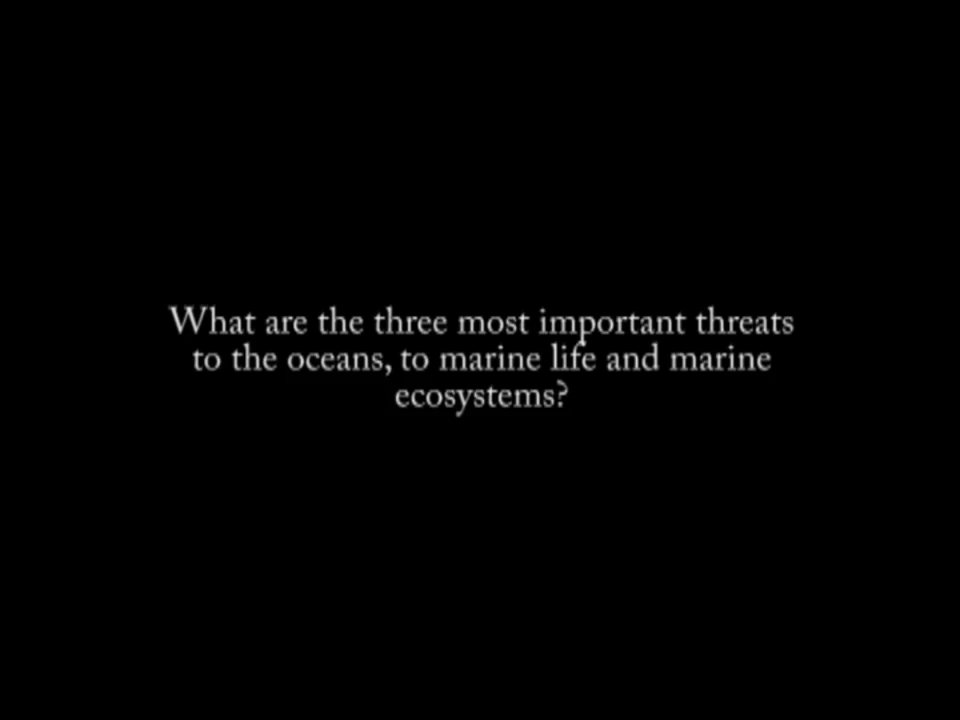 What are the three most important threats
to the oceans, to marine life and marine
ecosystems?